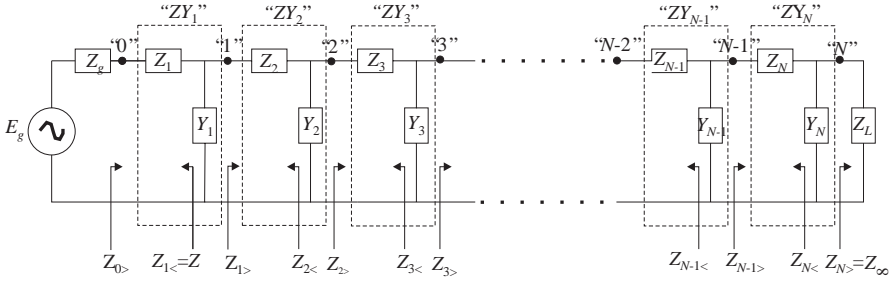 “ZY1” “ZY2” “ZY3” “ZYN-1” “ZYN”
“0” “1” “2” “3” “N-2” “N-1” “N”
Zg Z1 Z2 Z3 ZN-1 ZN
Eg Y1 Y2 Y3 YN-1 YN ZL
Z0> Z1<=Z Z1> Z2< Z2> Z3< Z3> ZN-1< ZN-1> ZN< ZN>=Z∞